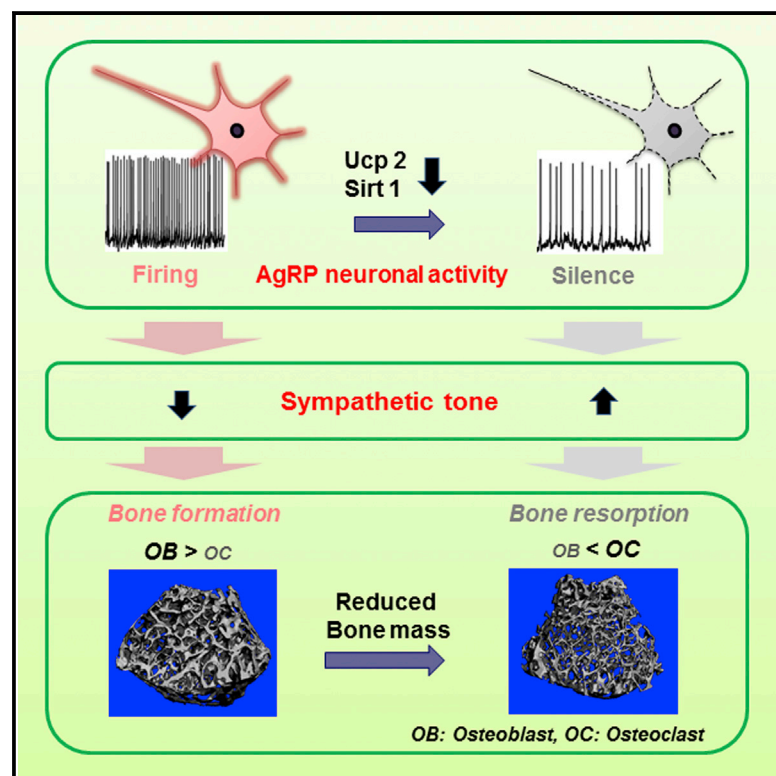 Ucp 2
Sirt 1
Firing
AgRP neuronal activity
Silence
Sympathetic tone
Bone formation
Bone resorption
OB > OC
OB < OC
Reduced
Bone mass
OB: Osteoblast, OC: Osteoclast